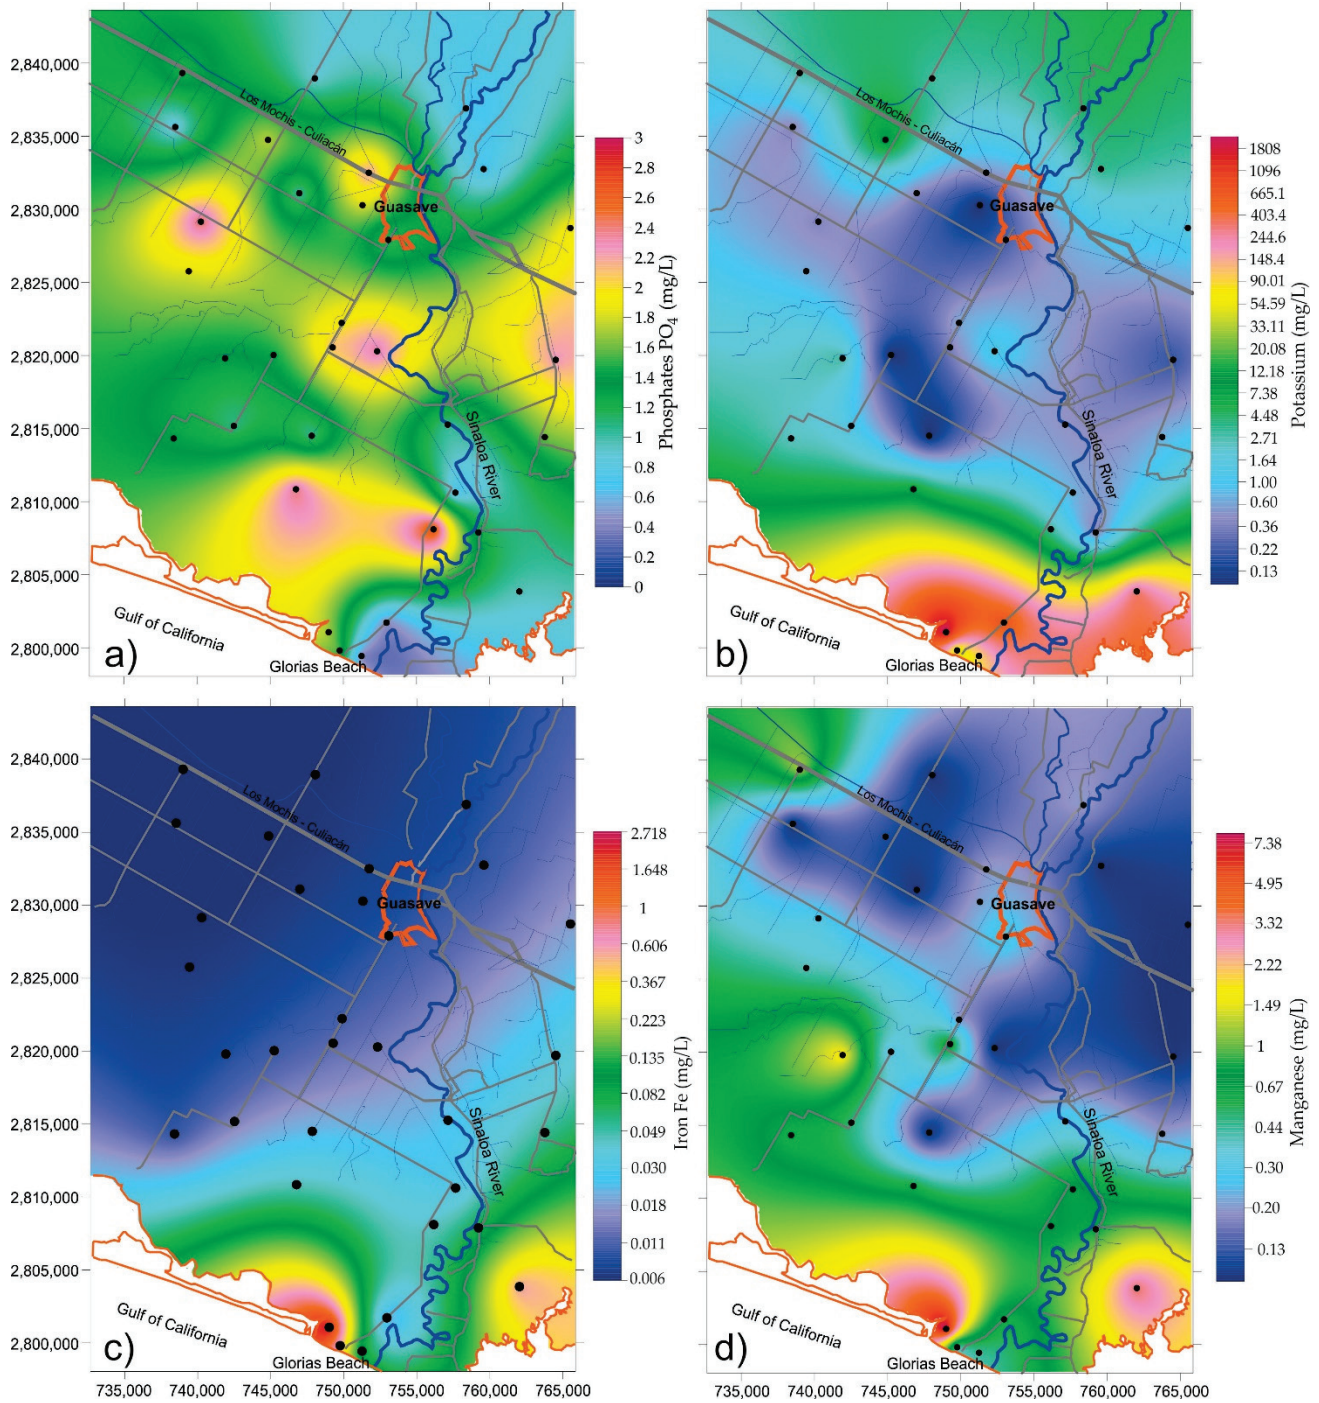 2,840,000
2,835,000
2,830,000
2,825,000
2,820,000
2,815,000
2,810,000
2,805,000
2,800,000
Los Mochis - Culiacán
Guasave
Sinaloa River
Gulf of California
Glorias Beach
a)
3
2.8
2.6
2.4
2.2
2
1.8
1.6
1.4
1.2
1
0.8
0.6
0.4
0.2
0
Phosphates PO4 (mg/L)
Los Mochis - Culiacán
Guasave
Sinaloa River
Gulf of California
Glorias Beach
b)
1808
1096
665.1
403.4
244.6
148.4
90.01
54.59
33.11
20.08
12.18
7.38
4.48
2.71
1.64
1.00
0.60
0.36
0.22
0.13
Potassium (mg/L)
2,840,000
2,835,000
2,830,000
2,825,000
2,820,000
2,815,000
2,810,000
2,805,000
2,800,000
Los Mochis - Culiacán
Guasave
Sinaloa River
Gulf of California
Glorias Beach
c)
2.718
1.648
1
0.606
0.367
0.223
0.135
0.082
0.049
0.030
0.018
0.011
0.006
Iron Fe (mg/L)
735,000 740,000 745,000 750,000 755,000 760,000 765,000
Los Mochis - Culiacán
Guasave
Sinaloa River
Gulf of California
Glorias Beach
d)
7.38
4.95
3.32
2.22
1.49
1
0.67
0.44
0.30
0.20
0.13
Manganese (mg/L)
735,000 740,000 745,000 750,000 755,000 760,000 765,000